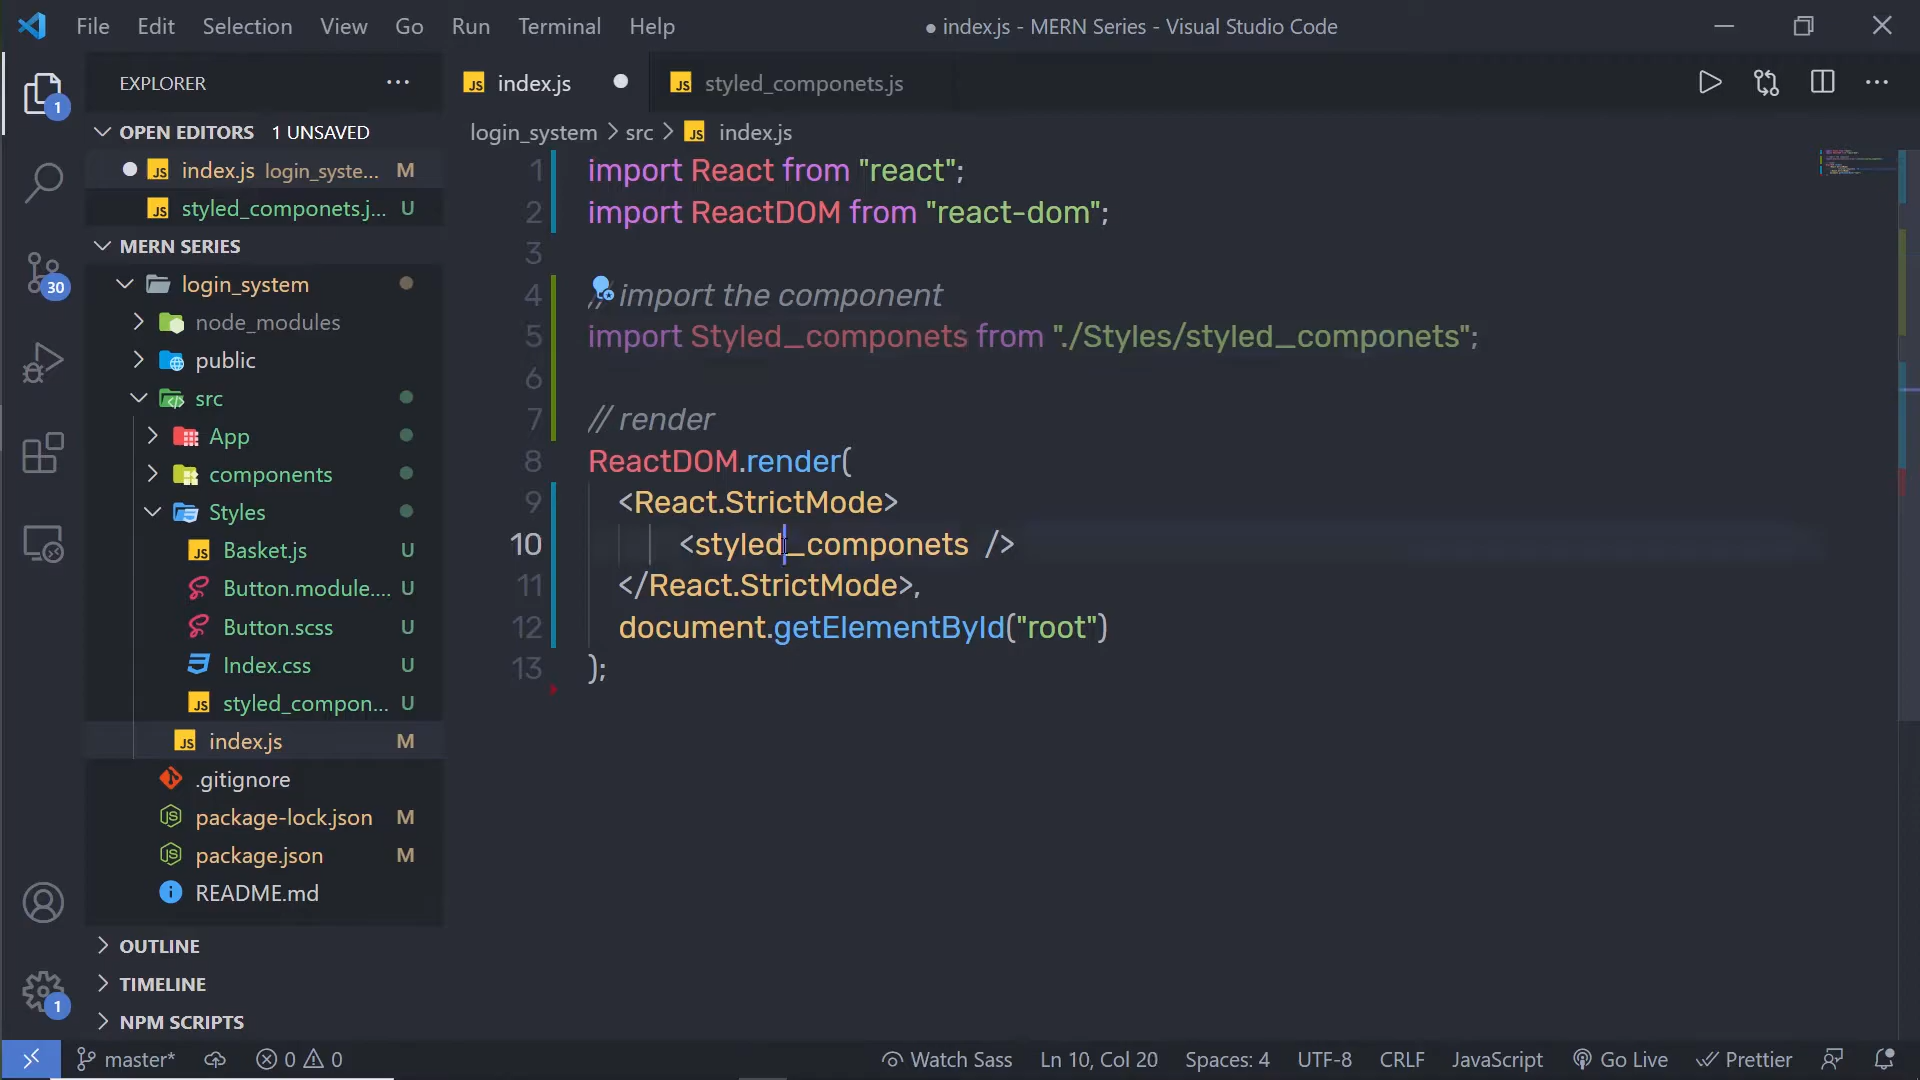 File Edit Selection View Go Run Terminal Help
● index.js - MERN Series - Visual Studio Code
EXPLORER
index.js
styled_componets.js
login_system > src > index.js
OPEN EDITORS 1 UNSAVED
index.js login_syste... M
styled_componets.j... U
MERN SERIES
login_system
node_modules
public
src
App
components
Styles
Basket.js U
Button.module.... U
Button.scss U
Index.css U
styled_compon... U
index.js M
.gitignore
package-lock.json M
package.json M
README.md
OUTLINE
TIMELINE
NPM SCRIPTS
1
30
1
1 import React from "react";
2 import ReactDOM from "react-dom";
3
4 // import the component
5 import Styled_componets from "./Styles/styled_componets";
6
7 // render
8 ReactDOM.render(
9 <React.StrictMode>
10 <styled_componets />
11 </React.StrictMode>,
12 document.getElementById("root")
13 );
master* 0 0 Watch Sass Ln 10, Col 20 Spaces: 4 UTF-8 CRLF JavaScript Go Live Prettier